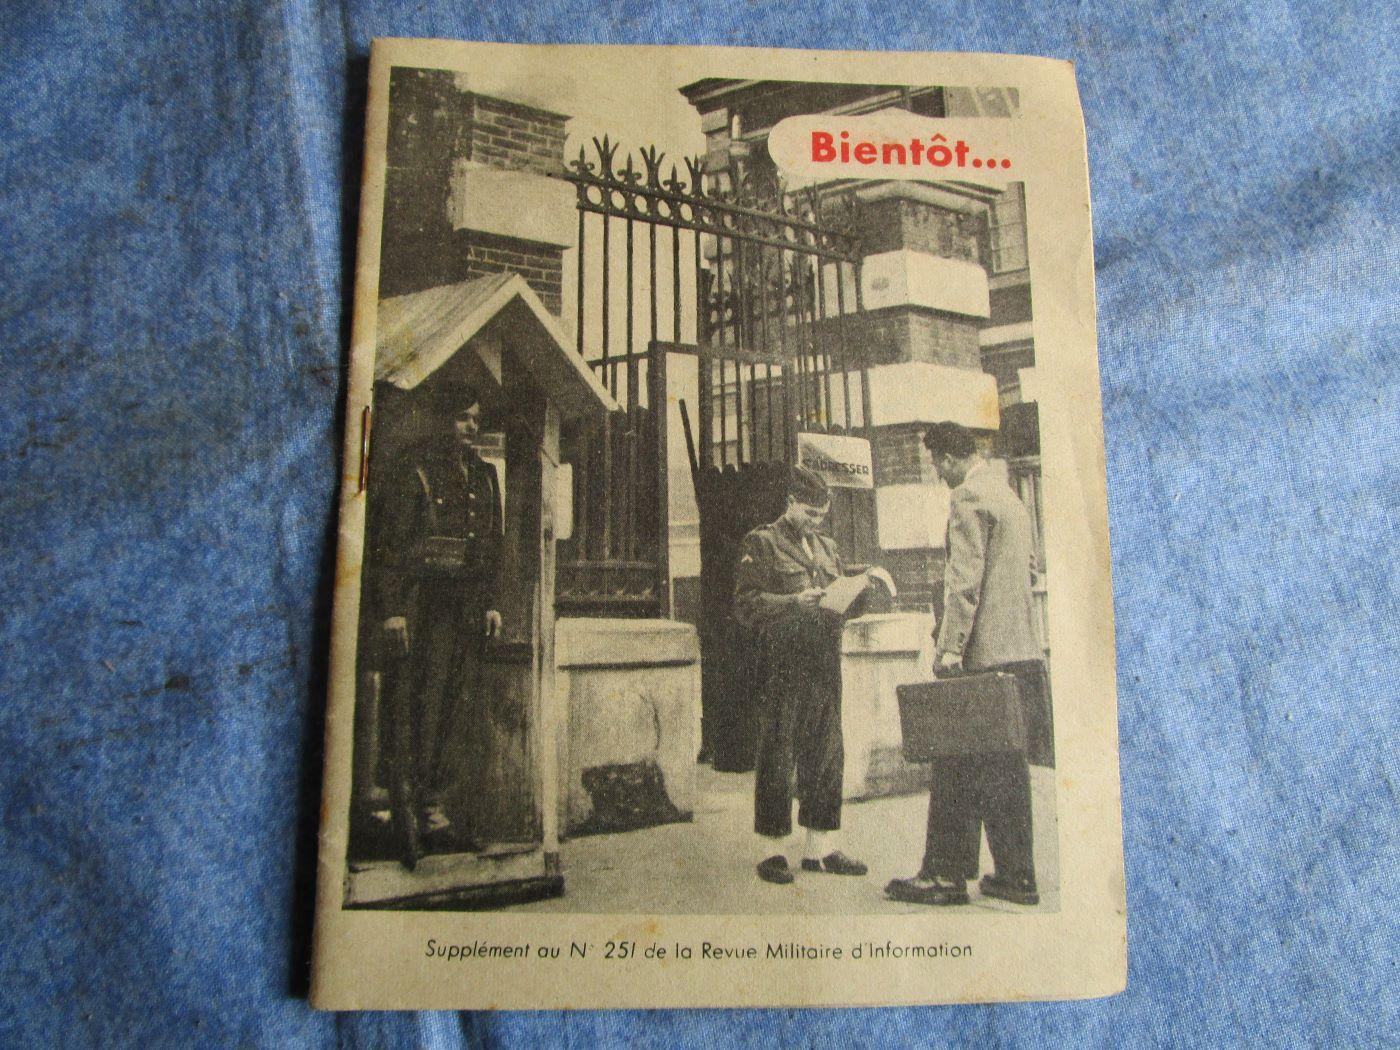 Bientôt...
S'ADRESSER
Supplément au N° 251 de la Revue Militaire d'Information